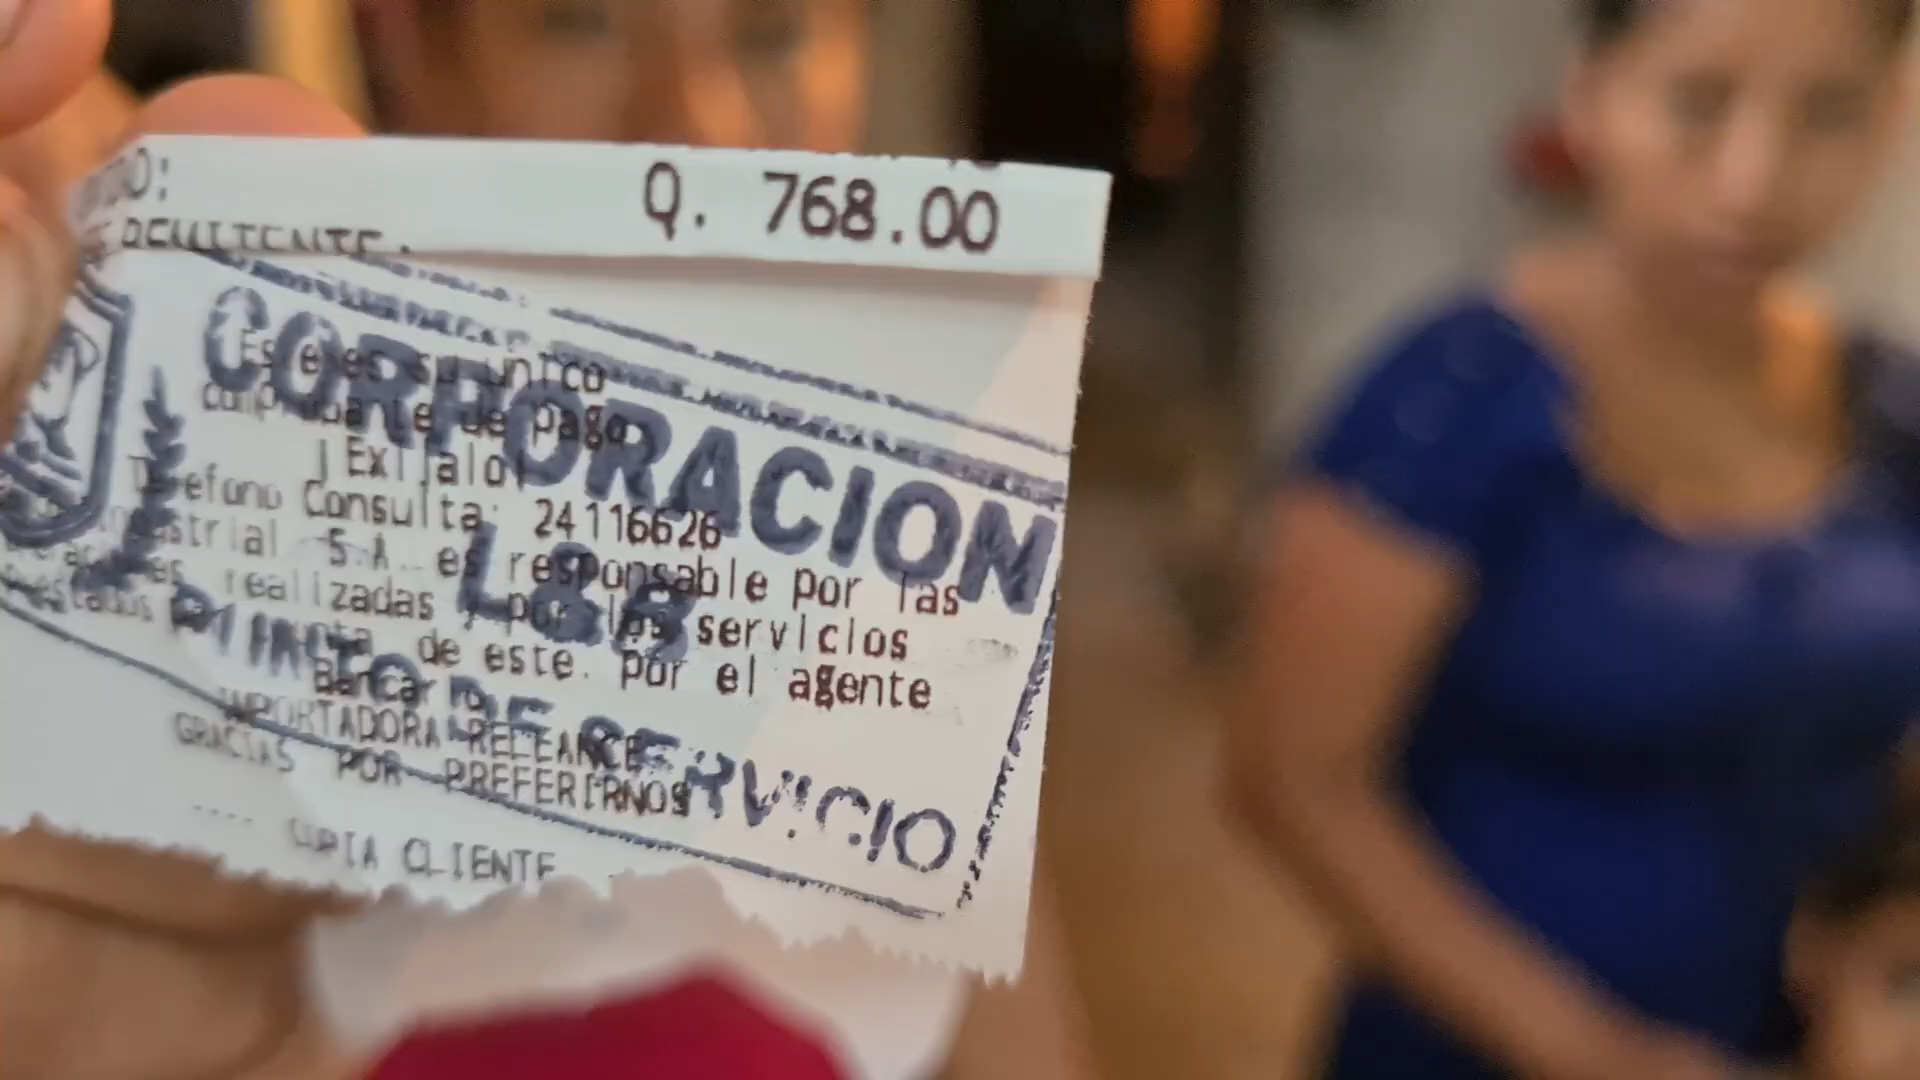 Q. 768.00
REMITENTE.
Este es su unico
comprobante de pago
¡Exijalo!
Telefono Consulta: 24116626
S.A. es responsable por las
realizadas y por los servicios
de este. Por el agente
Bancario
IMPORTADORA RELEANCE
GRACIAS POR PREFERIRNOS
COPIA CLIENTE
CORPORACION
L&B
PUNTO DE SERVICIO